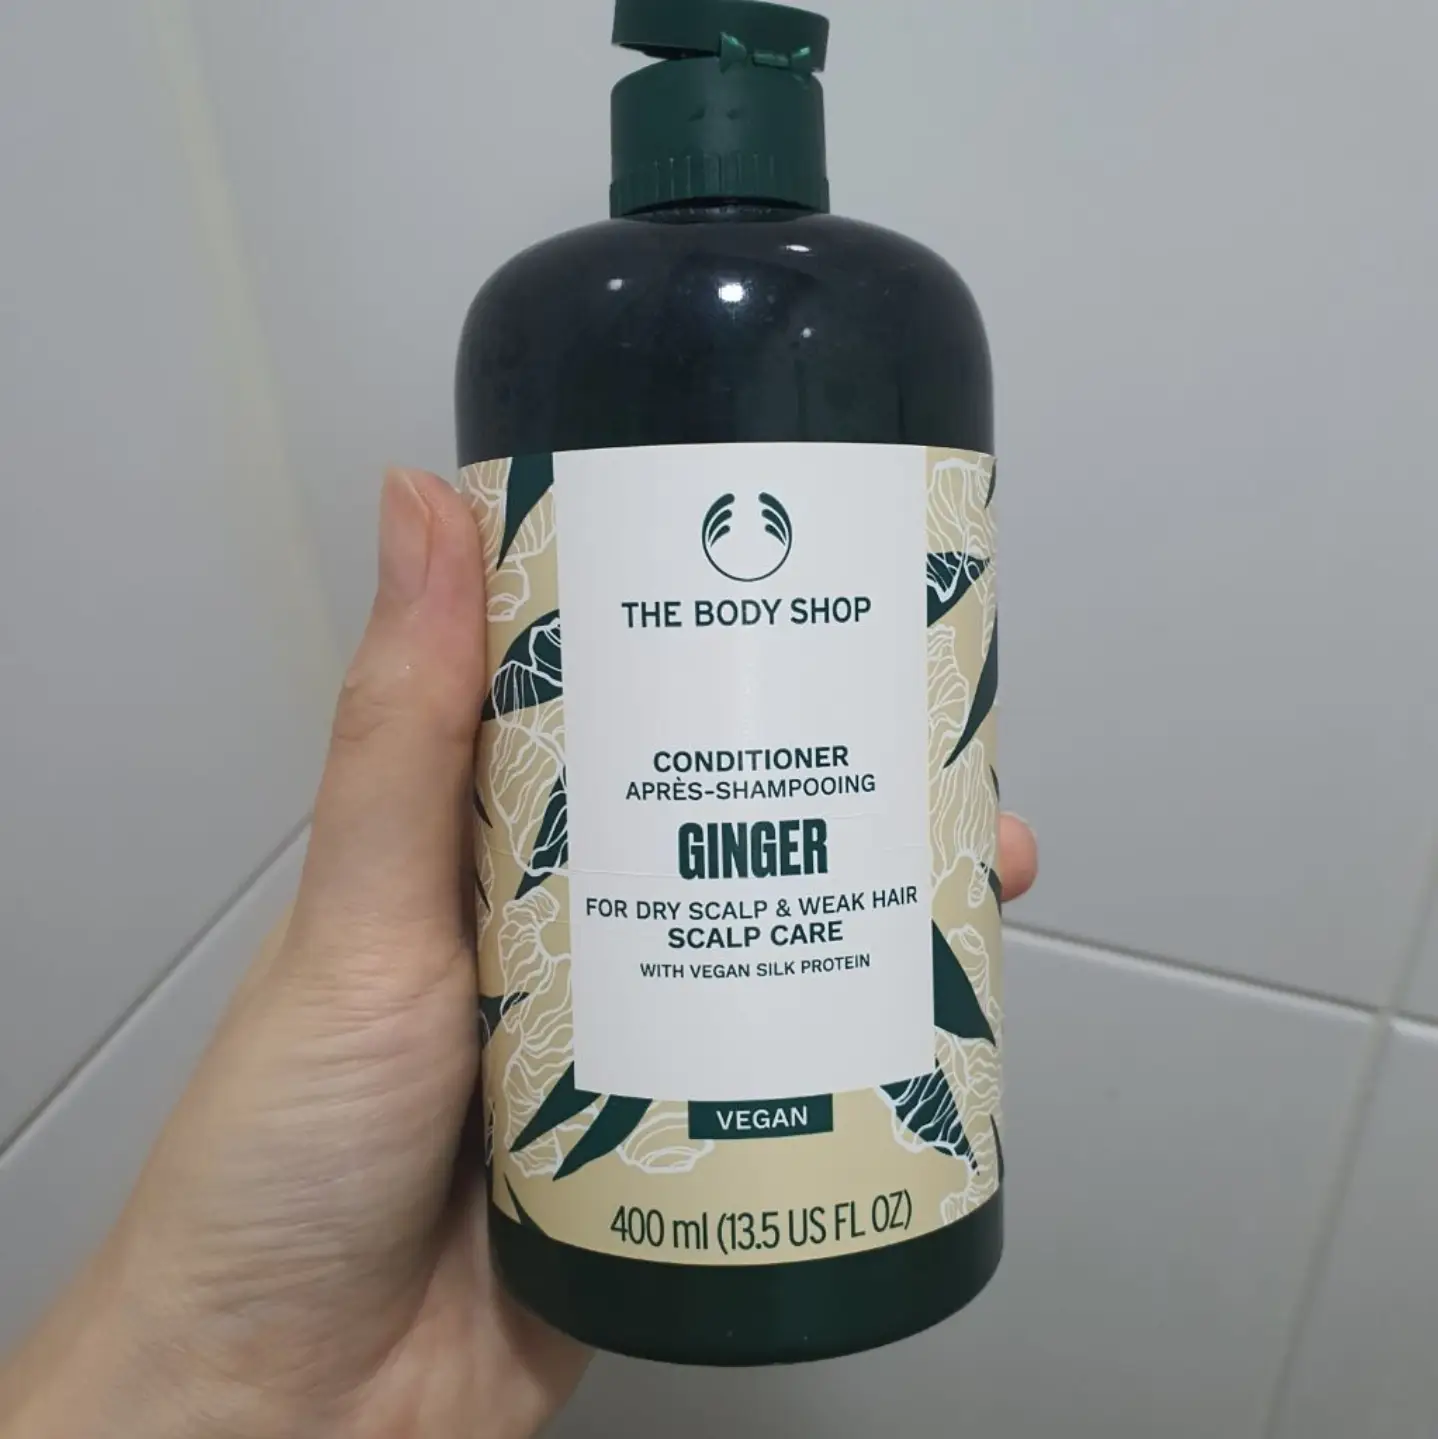 THE BODY SHOP
CONDITIONER
APRÈS-SHAMPOOING
GINGER
FOR DRY SCALP & WEAK HAIR
SCALP CARE
WITH VEGAN SILK PROTEIN
VEGAN
400 ml (13.5 US FL OZ)